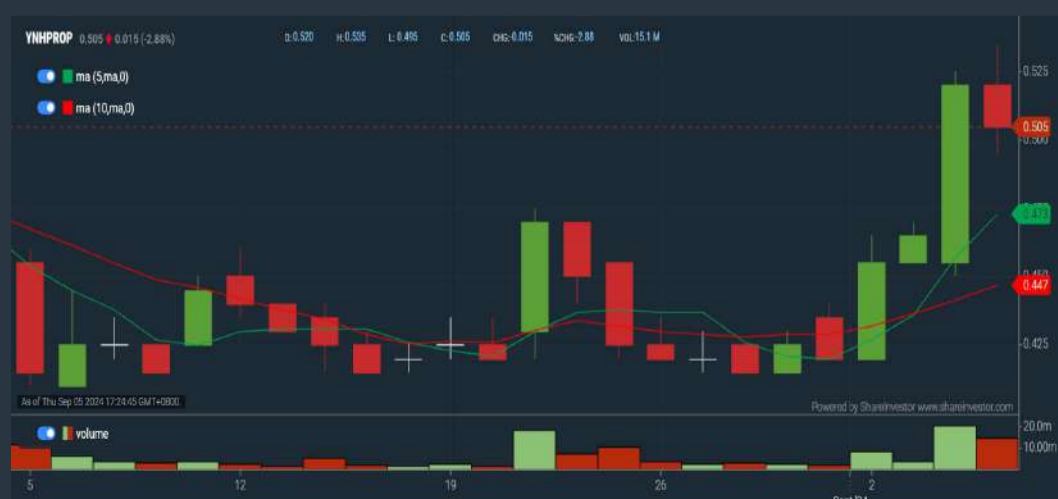 YNHPROP 0.505 0.015 (-2.88%) O:0.520 H:0.535 L:0.495 C:0.505 CHG:-0.015 %CHG:-2.88 VOL:15.1 M
ma (5,ma,0)
ma (10,ma,0)
0.525
0.505
0.500
0.473
0.447
0.425
As of Thu Sep 05 2024 17:24:45 GMT+0800
Powered by ShareInvestor www.shareinvestor.com
volume
20.0m
10.00m
5 12 19 26 2